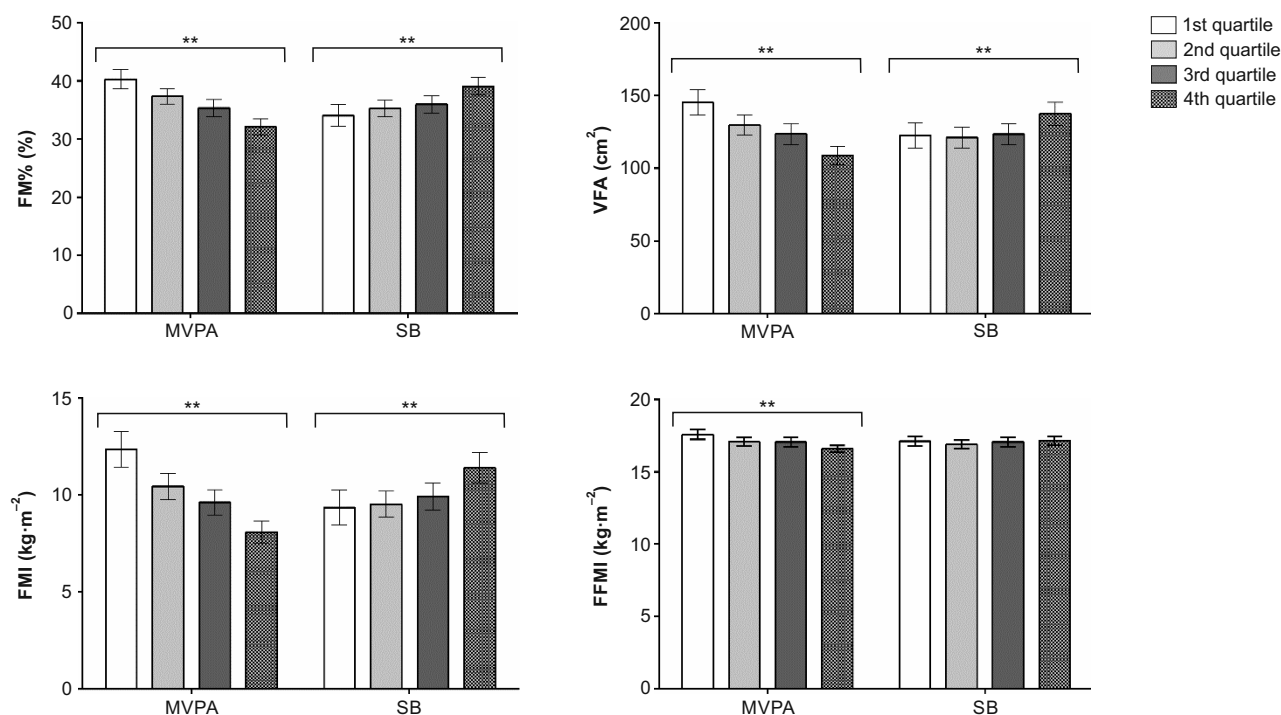 50
40
30
20
10
0
FM% (%)
**
**
MVPA
SB
200
150
100
50
0
VFA (cm²)
**
**
MVPA
SB
1st quartile
2nd quartile
3rd quartile
4th quartile
15
10
5
0
FMI (kg·m⁻²)
**
**
MVPA
SB
20
15
10
5
0
FFMI (kg·m⁻²)
**
MVPA
SB